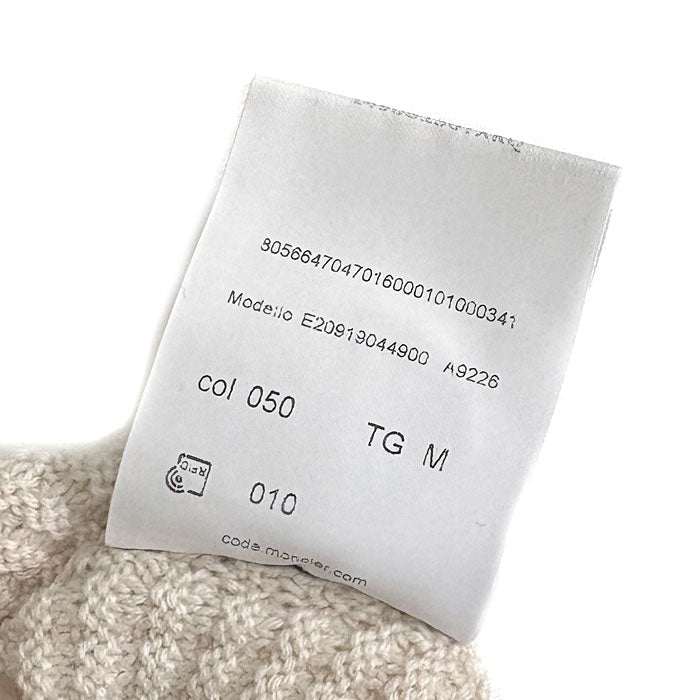 8056647047016000101000341
Modello E20919044900 A9226
col 050
TG M
RFID
010
code.moncler.com